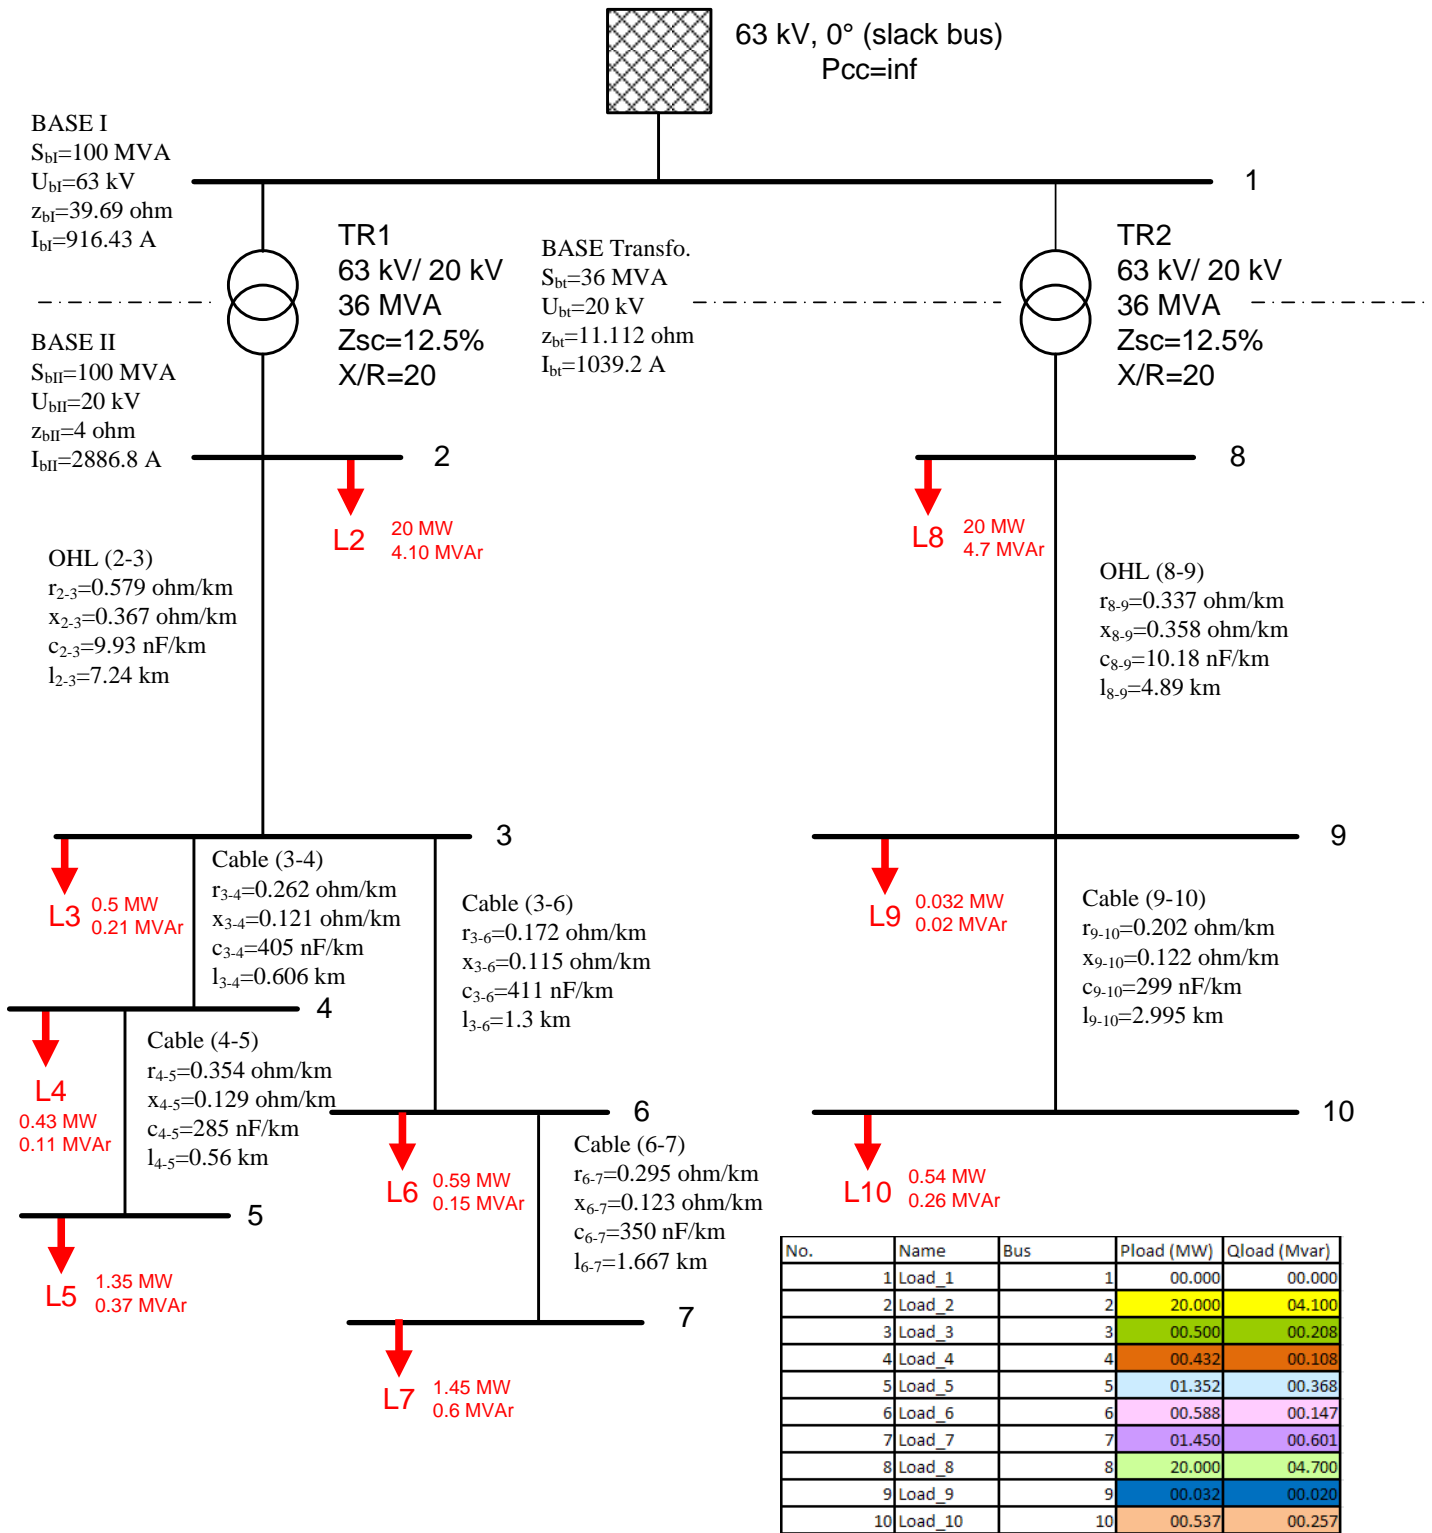 63 kV, 0° (slack bus)
Pcc=inf
BASE I
SbI=100 MVA
UbI=63 kV
zbI=39.69 ohm
IbI=916.43 A
1
TR1
63 kV/ 20 kV
36 MVA
Zsc=12.5%
X/R=20
BASE Transfo.
Sbt=36 MVA
Ubt=20 kV
zbt=11.112 ohm
Ibt=1039.2 A
TR2
63 kV/ 20 kV
36 MVA
Zsc=12.5%
X/R=20
BASE II
SbII=100 MVA
UbII=20 kV
zbII=4 ohm
IbII=2886.8 A
2
8
L2
20 MW
4.10 MVAr
L8
20 MW
4.7 MVAr
OHL (2-3)
r2-3=0.579 ohm/km
x2-3=0.367 ohm/km
c2-3=9.93 nF/km
l2-3=7.24 km
OHL (8-9)
r8-9=0.337 ohm/km
x8-9=0.358 ohm/km
c8-9=10.18 nF/km
l8-9=4.89 km
3
9
L3
0.5 MW
0.21 MVAr
Cable (3-4)
r3-4=0.262 ohm/km
x3-4=0.121 ohm/km
c3-4=405 nF/km
l3-4=0.606 km
Cable (3-6)
r3-6=0.172 ohm/km
x3-6=0.115 ohm/km
c3-6=411 nF/km
l3-6=1.3 km
L9
0.032 MW
0.02 MVAr
Cable (9-10)
r9-10=0.202 ohm/km
x9-10=0.122 ohm/km
c9-10=299 nF/km
l9-10=2.995 km
4
L4
0.43 MW
0.11 MVAr
Cable (4-5)
r4-5=0.354 ohm/km
x4-5=0.129 ohm/km
c4-5=285 nF/km
l4-5=0.56 km
6
10
L6
0.59 MW
0.15 MVAr
Cable (6-7)
r6-7=0.295 ohm/km
x6-7=0.123 ohm/km
c6-7=350 nF/km
l6-7=1.667 km
L10
0.54 MW
0.26 MVAr
5
L5
1.35 MW
0.37 MVAr
7
L7
1.45 MW
0.6 MVAr
No. Name Bus Pload (MW) Qload (Mvar)
1 Load_1 1 00.000 00.000
2 Load_2 2 20.000 04.100
3 Load_3 3 00.500 00.208
4 Load_4 4 00.432 00.108
5 Load_5 5 01.352 00.368
6 Load_6 6 00.588 00.147
7 Load_7 7 01.450 00.601
8 Load_8 8 20.000 04.700
9 Load_9 9 00.032 00.020
10 Load_10 10 00.537 00.257